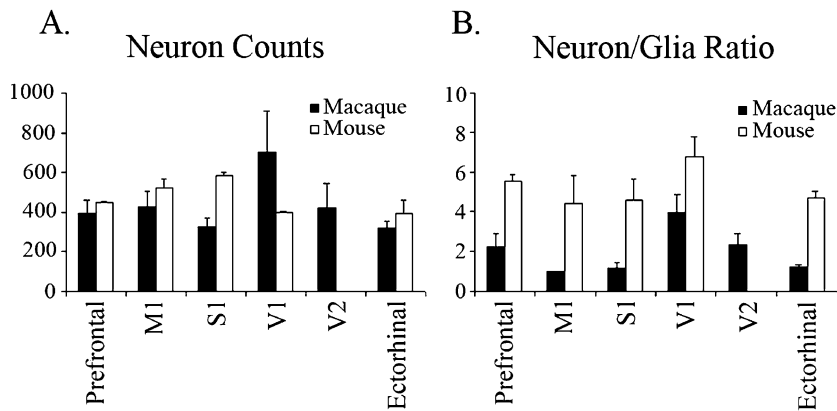 A.
Neuron Counts
1000
800
600
400
200
0
Macaque
Mouse
Prefrontal
M1
S1
V1
V2
Ectorhinal
B.
Neuron/Glia Ratio
10
8
6
4
2
0
Macaque
Mouse
Prefrontal
M1
S1
V1
V2
Ectorhinal